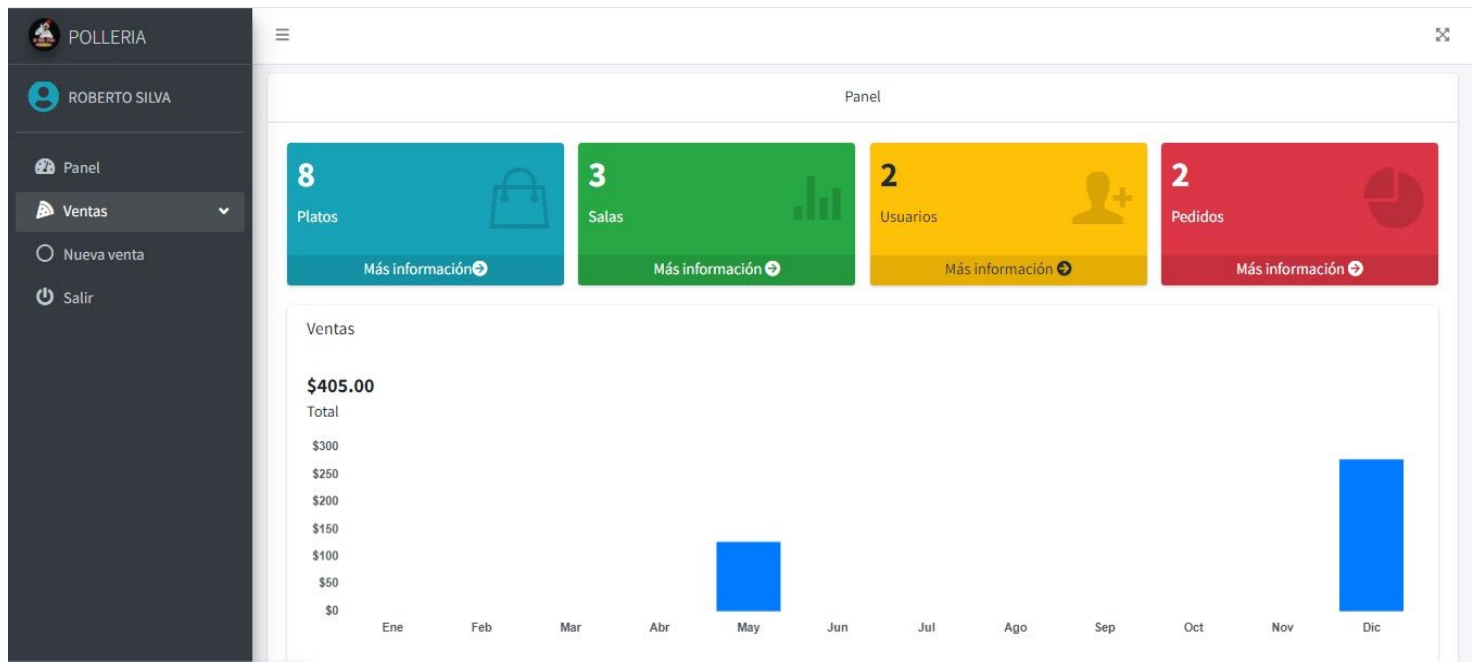 POLLERIA
ROBERTO SILVA
Panel
Ventas
Nueva venta
Salir
Panel
8
Platos
Más información
3
Salas
Más información
2
Usuarios
Más información
2
Pedidos
Más información
Ventas
$405.00
Total
$300
$250
$200
$150
$100
$50
$0
Ene Feb Mar Abr May Jun Jul Ago Sep Oct Nov Dic